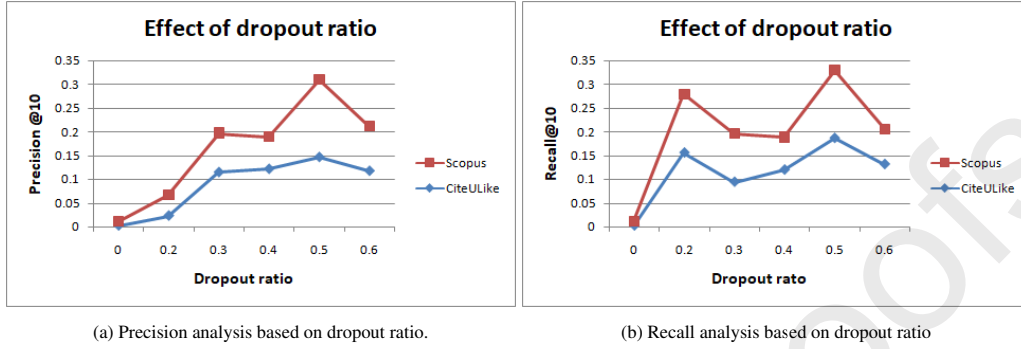 Effect of dropout ratio
Precision @10
0.35
0.3
0.25
0.2
0.15
0.1
0.05
0
0 0.2 0.3 0.4 0.5 0.6
Dropout ratio
Scopus
CiteULike
(a) Precision analysis based on dropout ratio.
Effect of dropout ratio
Recall@10
0.35
0.3
0.25
0.2
0.15
0.1
0.05
0
0 0.2 0.3 0.4 0.5 0.6
Dropout rato
Scopus
CiteULike
(b) Recall analysis based on dropout ratio
oofs